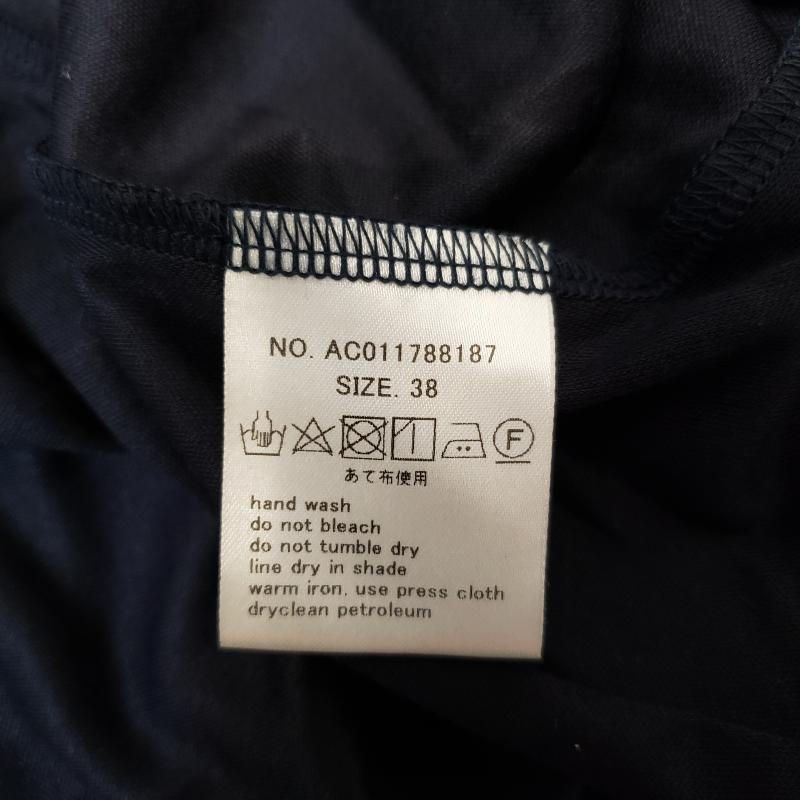 NO. AC011788187
SIZE. 38
F
あて布使用
hand wash
do not bleach
do not tumble dry
line dry in shade
warm iron, use press cloth
dryclean petroleum